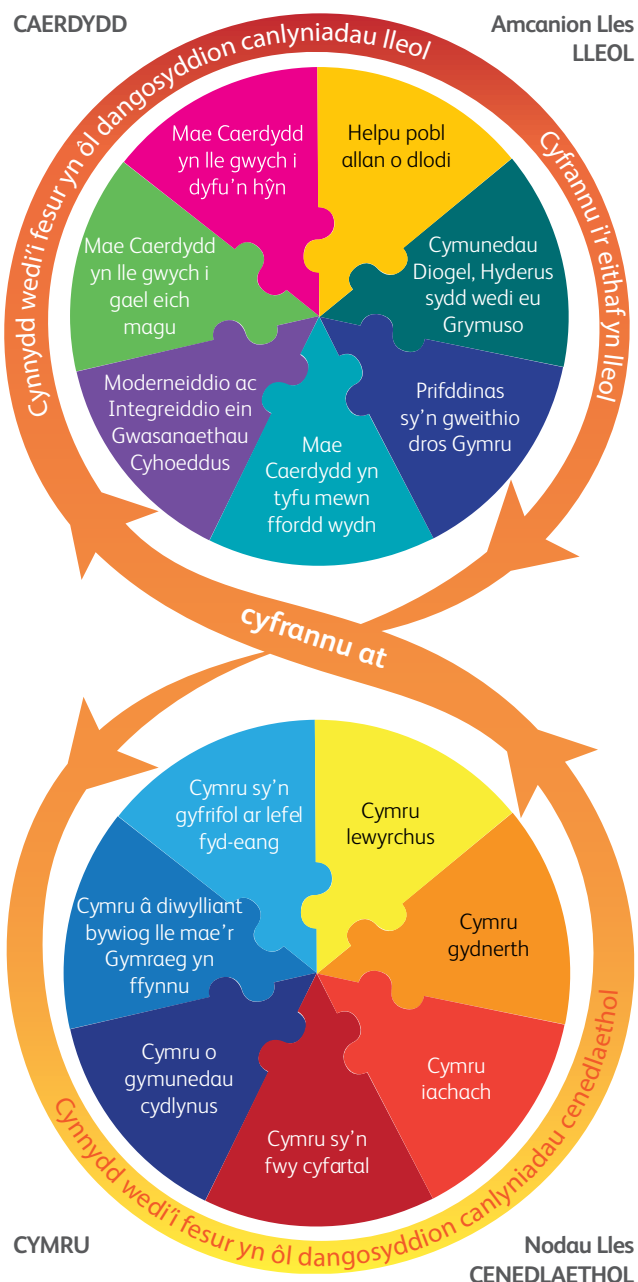 CAERDYDD
Amcanion Lles
LLEOL
Cynnydd wedi'i fesur yn ôl dangosyddion canlyniadau lleol
Cyfrannu i'r eithaf yn lleol
Mae Caerdydd
yn lle gwych i
dyfu'n hŷn
Helpu pobl
allan o dlodi
Cymunedau
Diogel, Hyderus
sydd wedi eu
Grymuso
Prifddinas
sy'n gweithio
dros Gymru
Mae
Caerdydd yn
tyfu mewn
ffordd wydn
Moderneiddio ac
Integreiddio ein
Gwasanaethau
Cyhoeddus
Mae Caerdydd
yn lle gwych i
gael eich
magu
cyfrannu at
Cymru sy'n
gyfrifol ar lefel
fyd-eang
Cymru
lewyrchus
Cymru
gydnerth
Cymru
iachach
Cymru sy'n
fwy cyfartal
Cymru o
gymunedau
cydlynus
Cymru â diwylliant
bywiog lle mae'r
Gymraeg yn
ffynnu
Cynnydd wedi'i fesur yn ôl dangosyddion canlyniadau cenedlaethol
CYMRU
Nodau Lles
CENEDLAETHOL